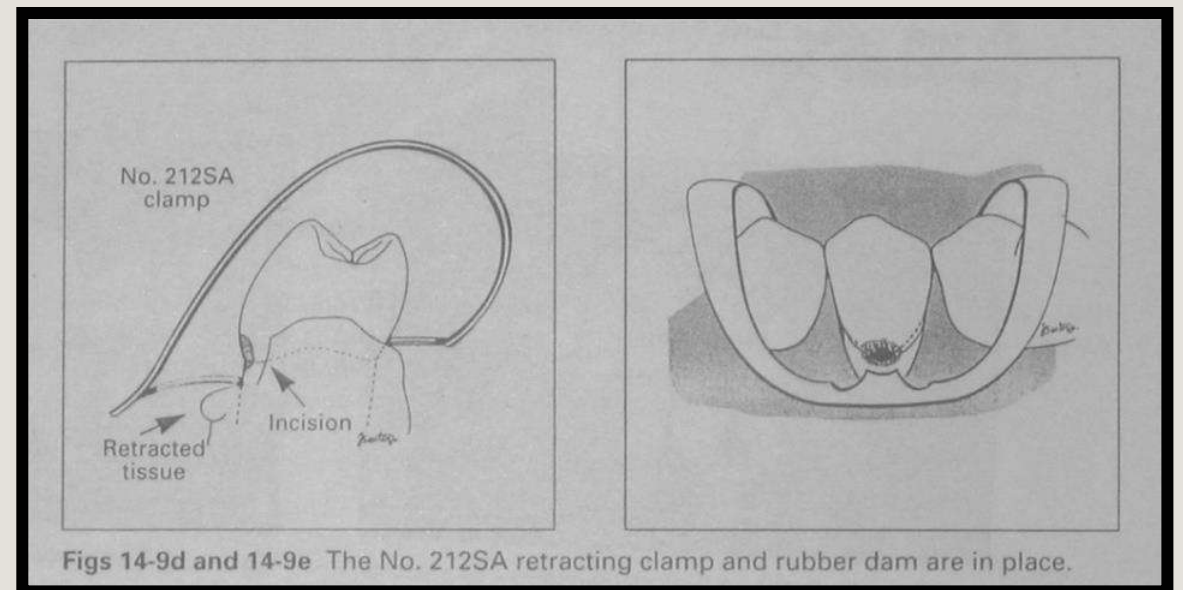 No. 212SA
clamp
Incision
Retracted
tissue
Figs 14-9d and 14-9e The No. 212SA retracting clamp and rubber dam are in place.